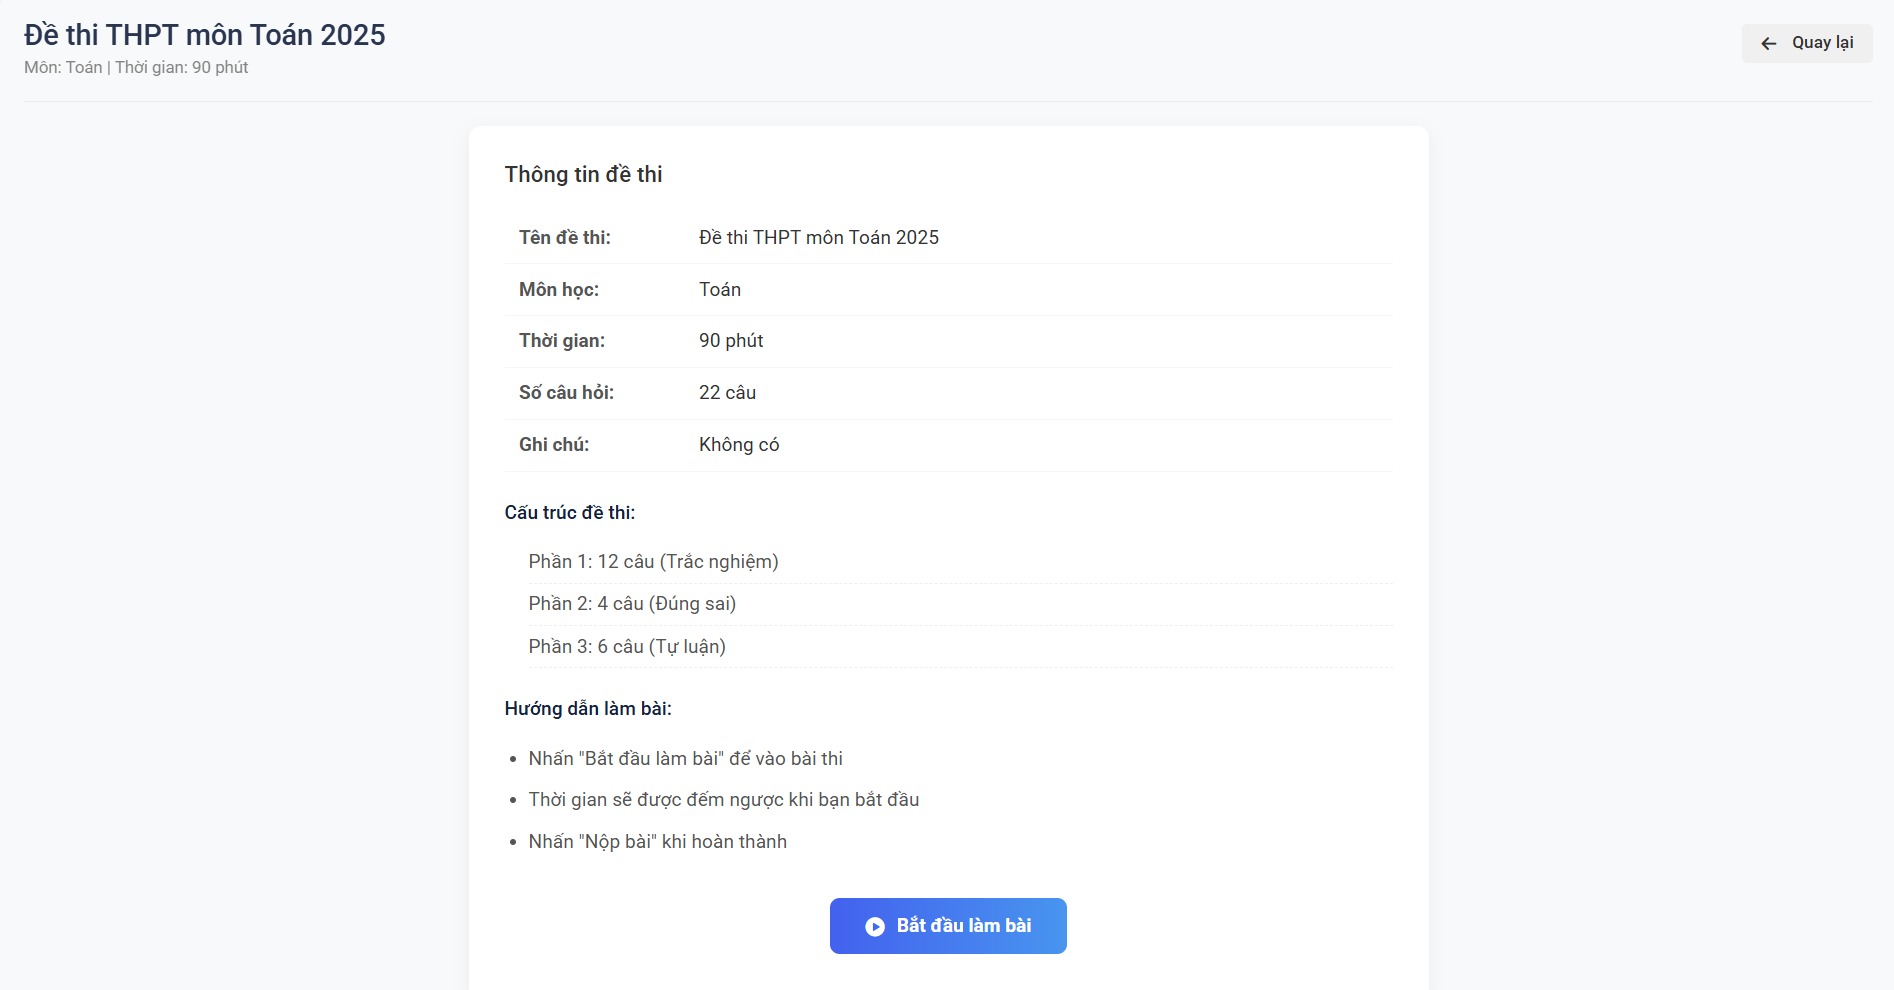 Đề thi THPT môn Toán 2025
Môn: Toán | Thời gian: 90 phút
Quay lại
Thông tin đề thi
Tên đề thi: Đề thi THPT môn Toán 2025
Môn học: Toán
Thời gian: 90 phút
Số câu hỏi: 22 câu
Ghi chú: Không có
Cấu trúc đề thi:
Phần 1: 12 câu (Trắc nghiệm)
Phần 2: 4 câu (Đúng sai)
Phần 3: 6 câu (Tự luận)
Hướng dẫn làm bài:
• Nhấn "Bắt đầu làm bài" để vào bài thi
• Thời gian sẽ được đếm ngược khi bạn bắt đầu
• Nhấn "Nộp bài" khi hoàn thành
Bắt đầu làm bài